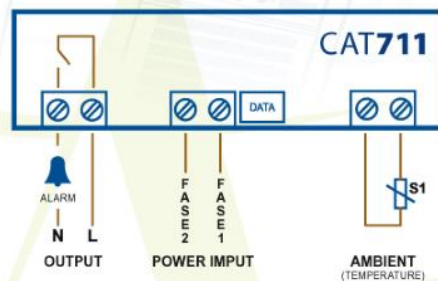 CAT711
DATA
ALARM
FASE2
FASE1
S1
N L
OUTPUT
POWER IMPUT
AMBIENT
(TEMPERATURE)